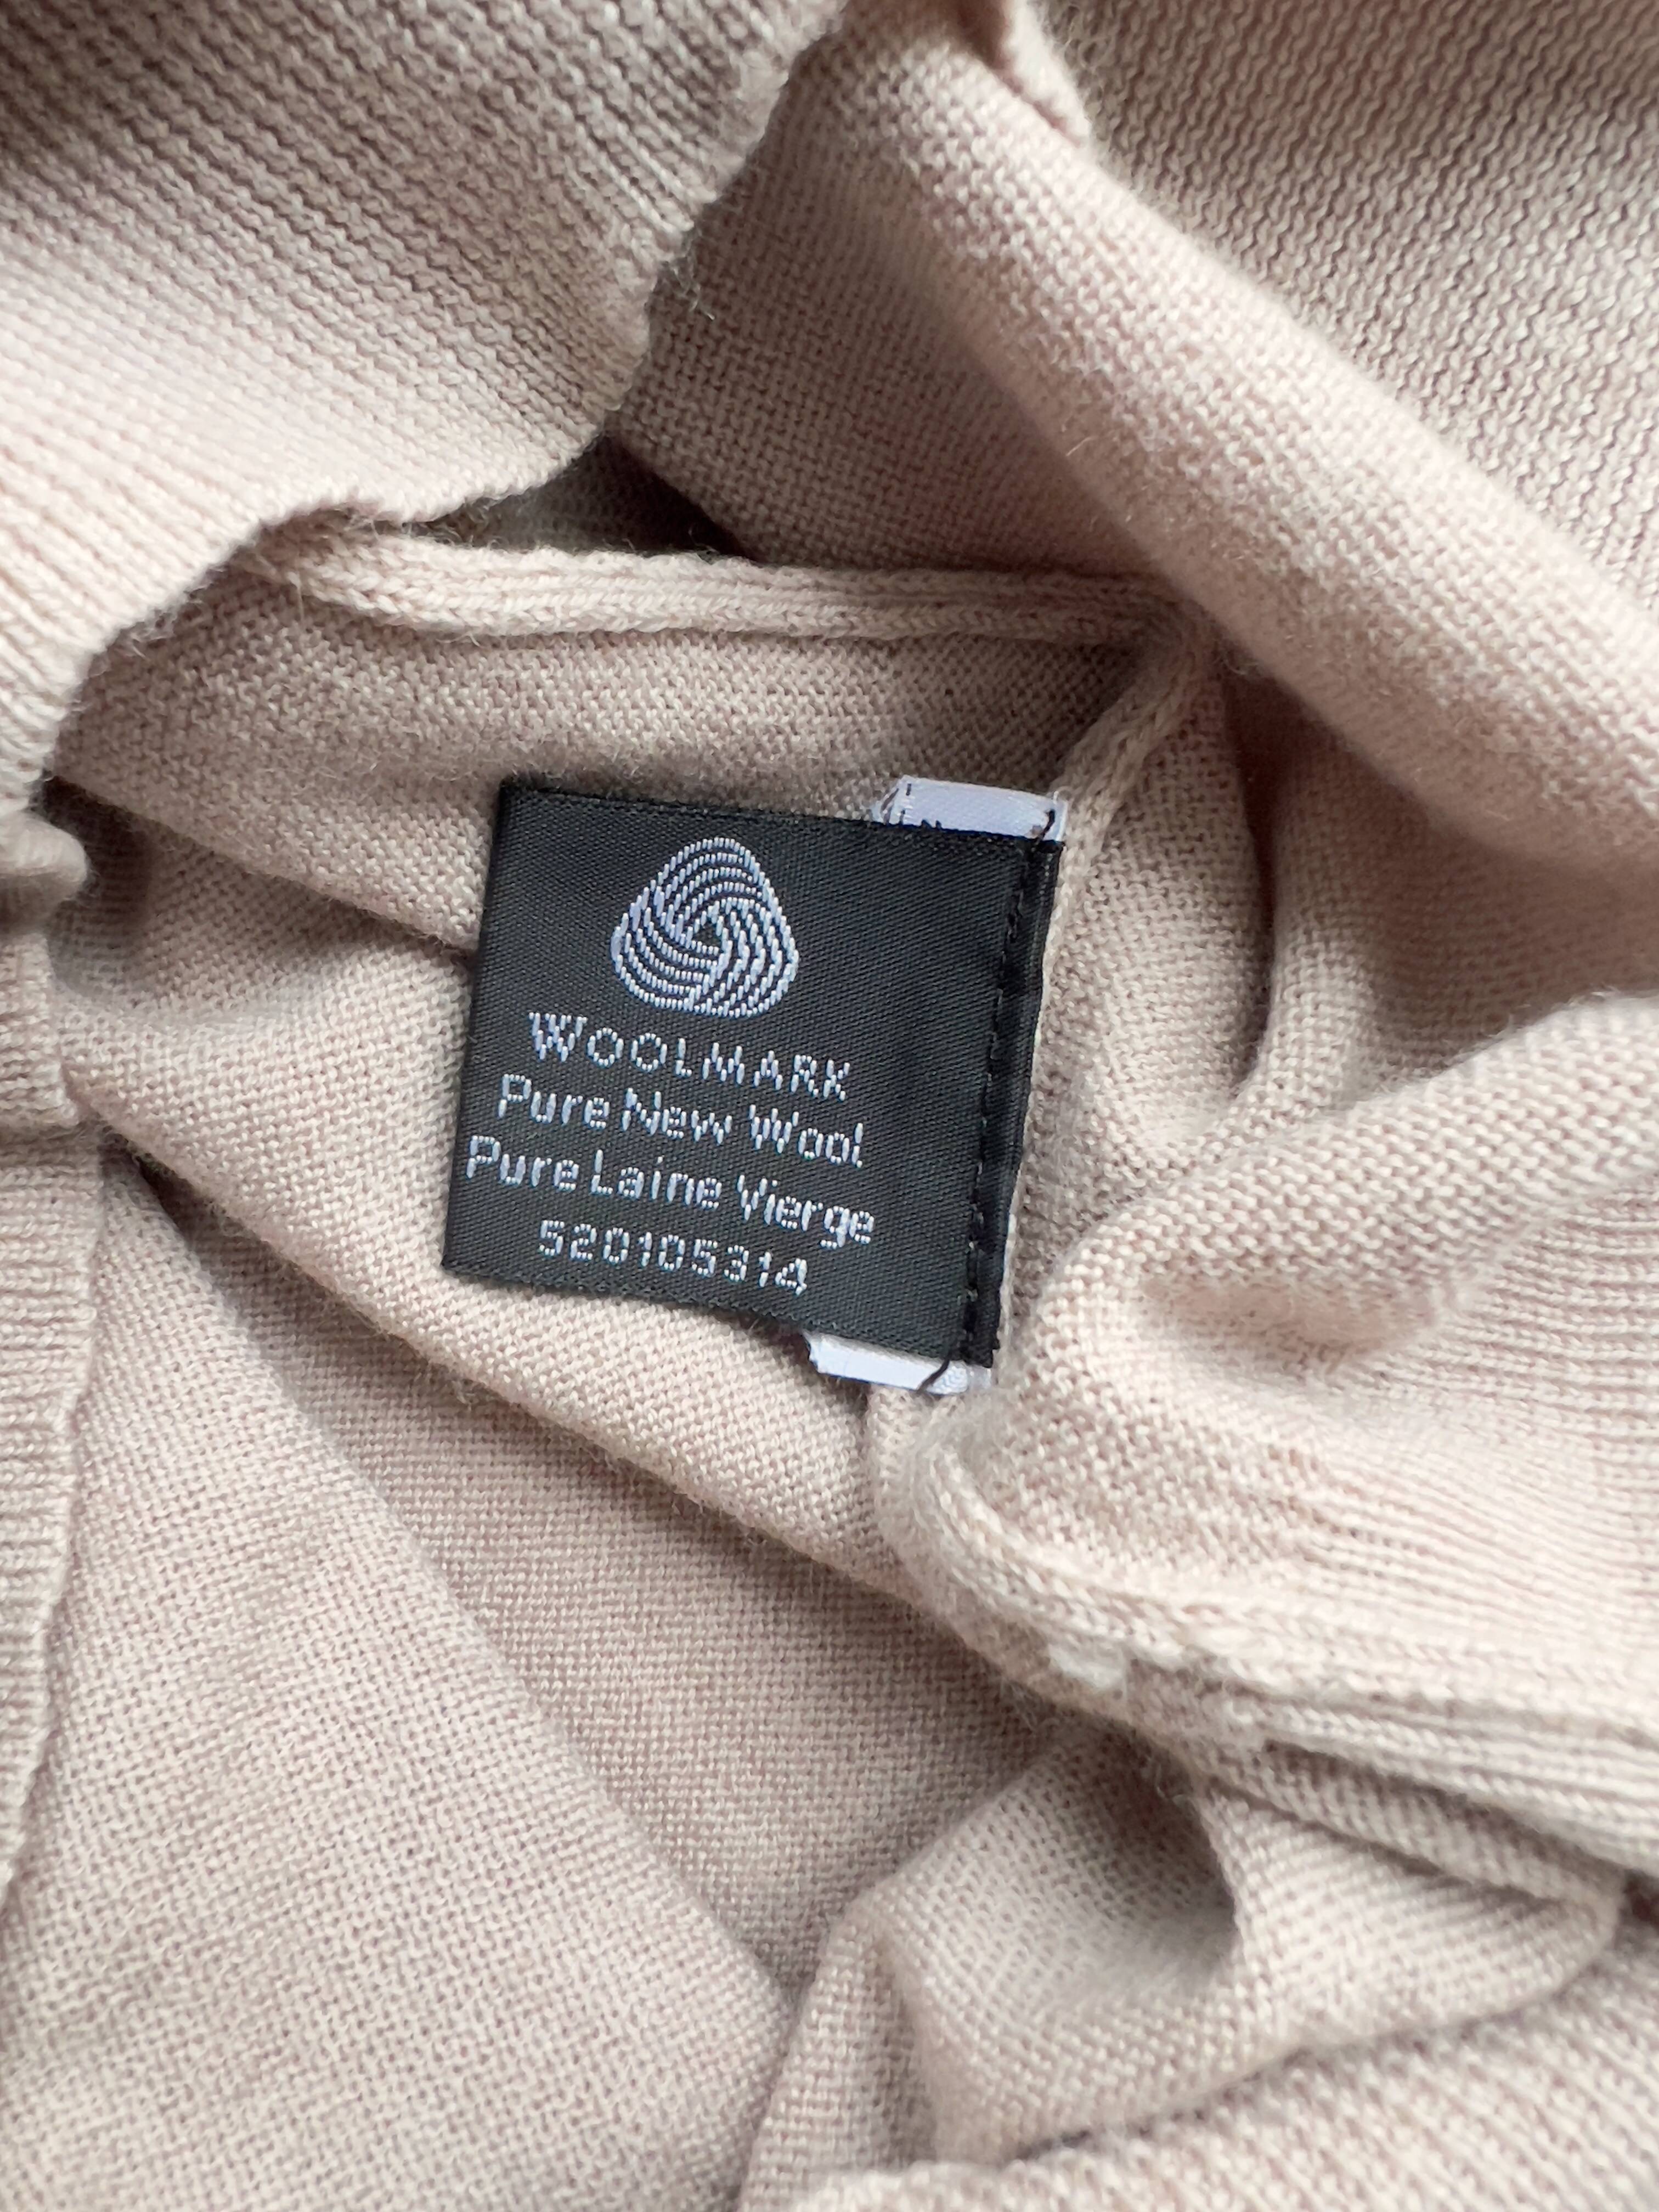 WOOLMARK
Pure New Wool
Pure Laine Vierge
520105314